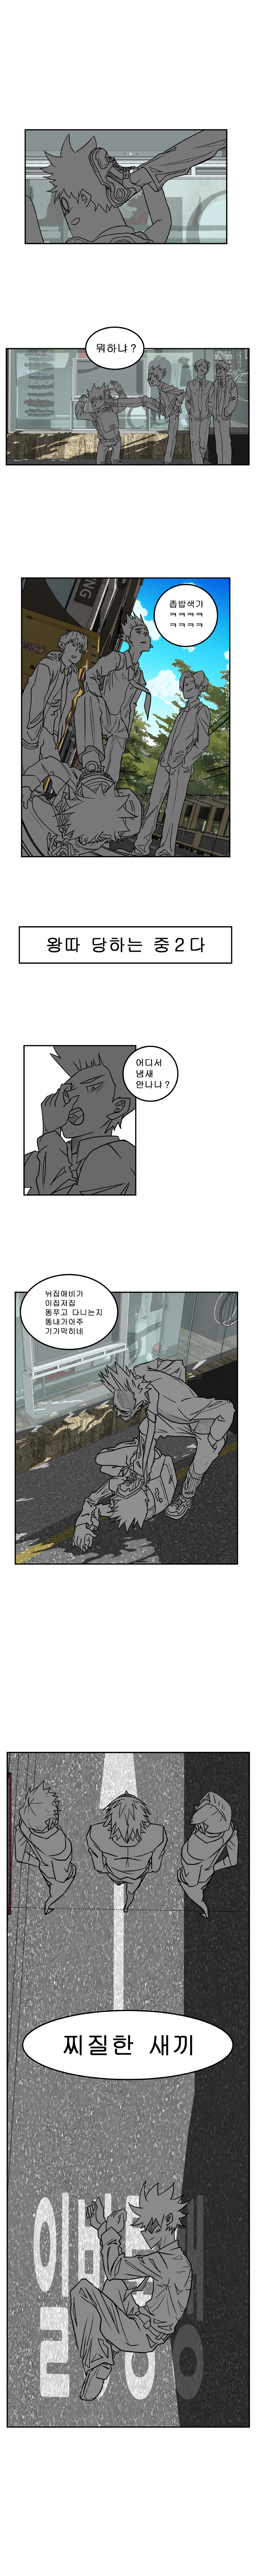 뭐하냐?
좁밥색갸
ㅋㅋㅋㅋ
ㅋㅋㅋㅋ
왕따 당하는 중2다
어디서
냄새
안나냐?
뉘집애비가
이집저집
똥푸고 다니는지
똥내가아주
기가막히네
찌질한 새끼